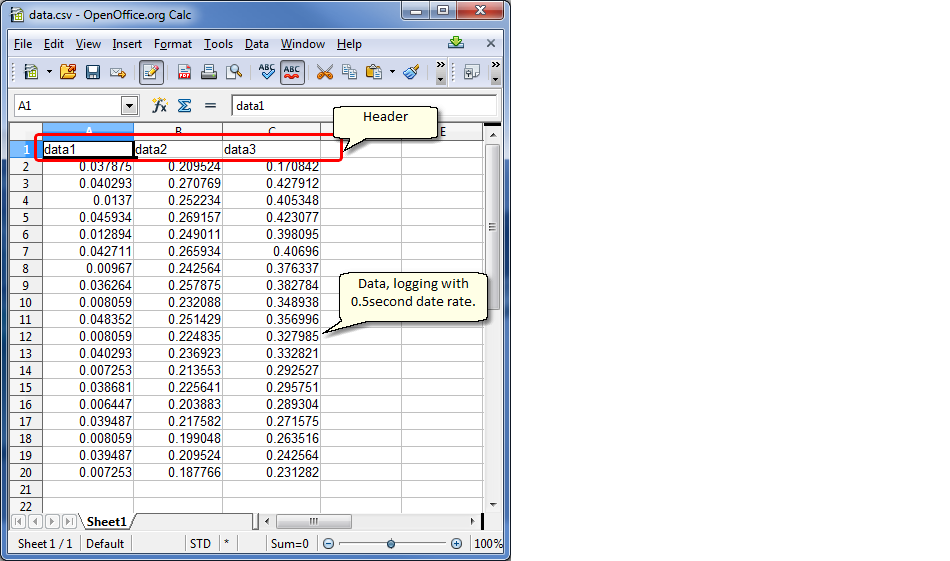 data.csv - OpenOffice.org Calc
File Edit View Insert Format Tools Data Window Help
ABC ABC
A1 data1
A B C E
1 data1 data2 data3
2 0.037875 0.209524 0.170842
3 0.040293 0.270769 0.427912
4 0.0137 0.252234 0.405348
5 0.045934 0.269157 0.423077
6 0.012894 0.249011 0.398095
7 0.042711 0.265934 0.40696
8 0.00967 0.242564 0.376337
9 0.036264 0.257875 0.382784
10 0.008059 0.232088 0.348938
11 0.048352 0.251429 0.356996
12 0.008059 0.224835 0.327985
13 0.040293 0.236923 0.332821
14 0.007253 0.213553 0.292527
15 0.038681 0.225641 0.295751
16 0.006447 0.203883 0.289304
17 0.039487 0.217582 0.271575
18 0.008059 0.199048 0.263516
19 0.039487 0.209524 0.242564
20 0.007253 0.187766 0.231282
21
22
Header
Data, logging with
0.5second date rate.
Sheet1
Sheet 1 / 1 Default STD * Sum=0 100%